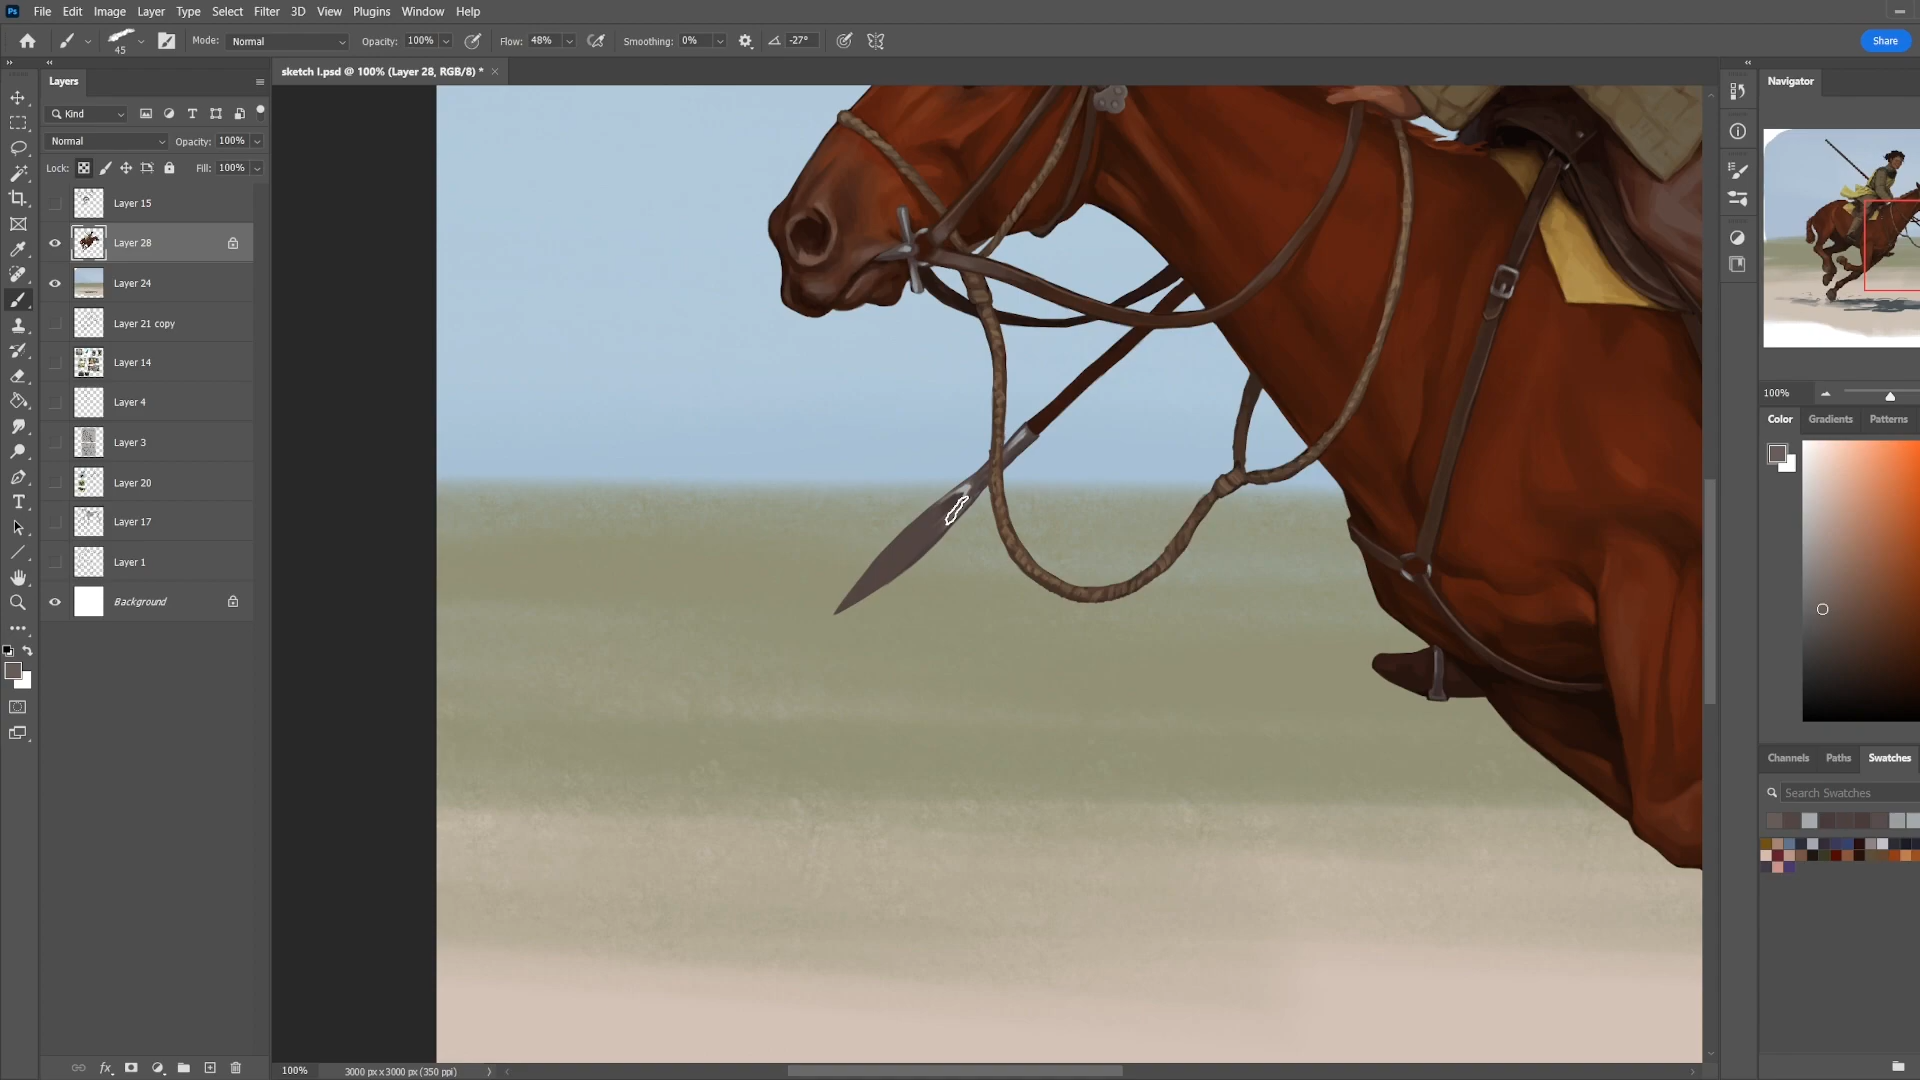 Ps File Edit Image Layer Type Select Filter 3D View Plugins Window Help
45 Mode: Normal Opacity: 100% Flow: 48% Smoothing: 0% -27° Share
sketch l.psd @ 100% (Layer 28, RGB/8) *
Layers
Kind
Normal Opacity: 100%
Lock: Fill: 100%
Layer 15
Layer 28
Layer 24
Layer 21 copy
Layer 14
Layer 4
Layer 3
Layer 20
Layer 17
Layer 1
Background
fx
100% 3000 px x 3000 px (350 ppi)
Navigator
100%
Color Gradients Patterns
Channels Paths Swatches
Search Swatches